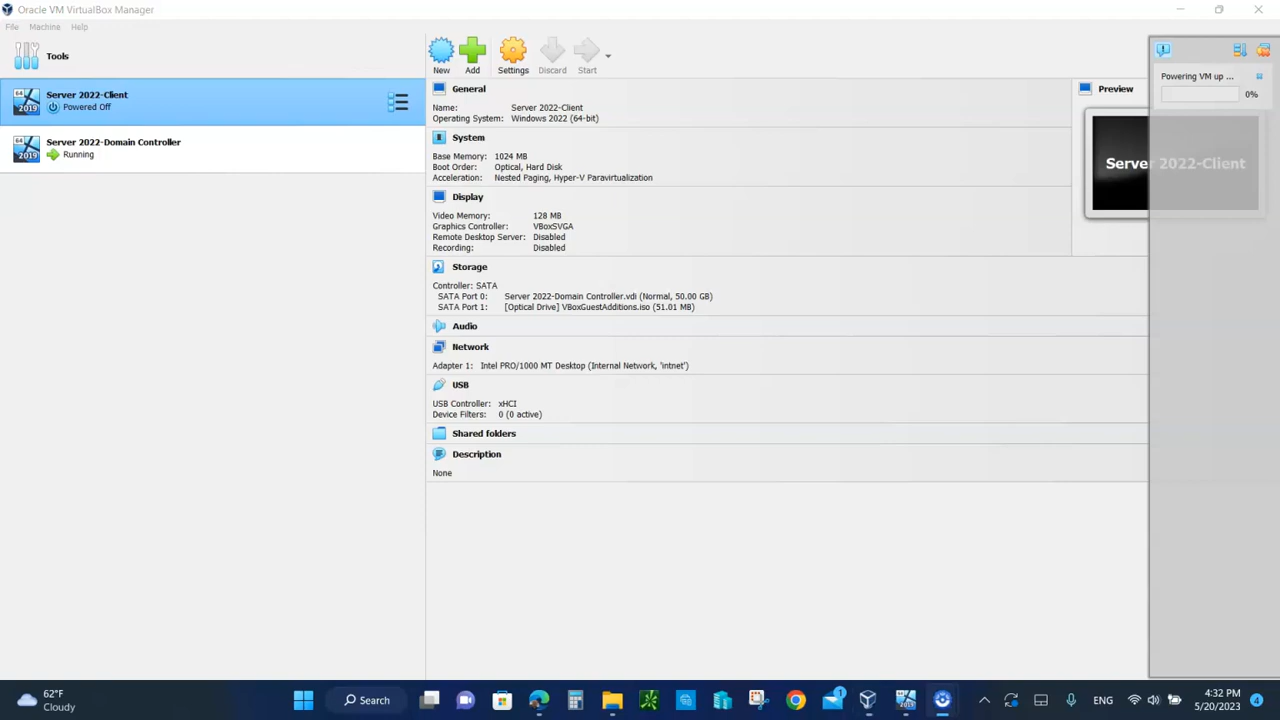 Oracle VM VirtualBox Manager
File Machine Help
Tools
New Add Settings Discard Start
64 2019 Server 2022-Client
Powered Off
64 2019 Server 2022-Domain Controller
Running
General
Name: Server 2022-Client
Operating System: Windows 2022 (64-bit)
System
Base Memory: 1024 MB
Boot Order: Optical, Hard Disk
Acceleration: Nested Paging, Hyper-V Paravirtualization
Display
Video Memory: 128 MB
Graphics Controller: VBoxSVGA
Remote Desktop Server: Disabled
Recording: Disabled
Storage
Controller: SATA
SATA Port 0: Server 2022-Domain Controller.vdi (Normal, 50.00 GB)
SATA Port 1: [Optical Drive] VBoxGuestAdditions.iso (51.01 MB)
Audio
Network
Adapter 1: Intel PRO/1000 MT Desktop (Internal Network, 'intnet')
USB
USB Controller: xHCI
Device Filters: 0 (0 active)
Shared folders
Description
None
Preview
Server 2022-Client
Powering VM up ...
0%
62°F
Cloudy
Search
ENG
4:32 PM
5/20/2023
4